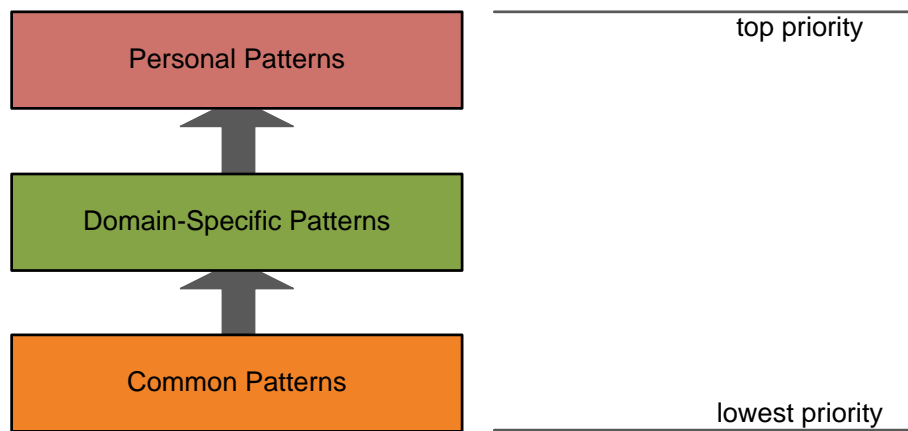 Personal Patterns
top priority
Domain-Specific Patterns
Common Patterns
lowest priority